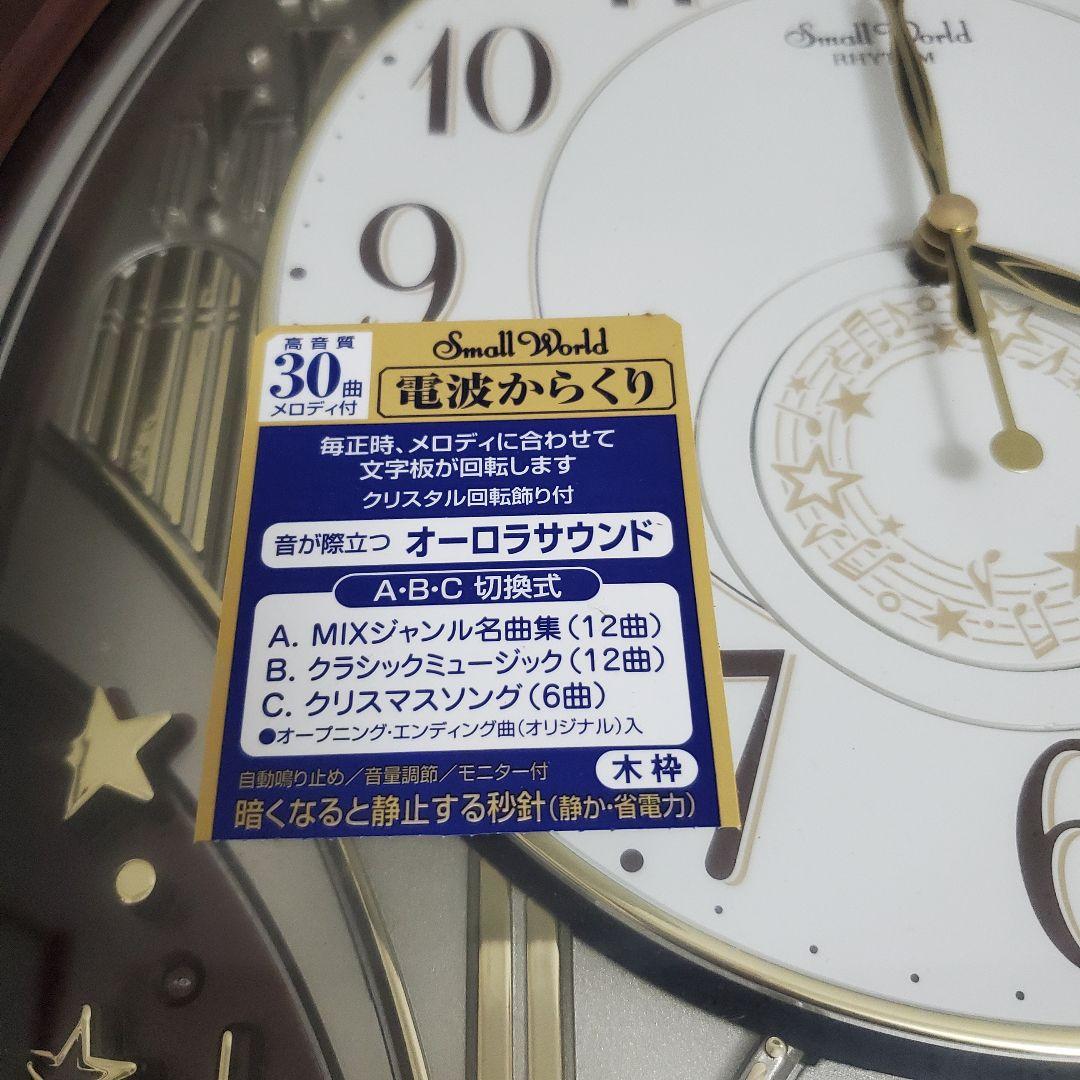 Small World
RHYTHM
10
9
7
6
高音質
30曲
メロディ付
Small World
電波からくり
毎正時、メロディに合わせて
文字板が回転します
クリスタル回転飾り付
音が際立つ オーロラサウンド
A・B・C 切換式
A. MIXジャンル名曲集(12曲)
B. クラシックミュージック(12曲)
C. クリスマスソング(6曲)
●オープニング・エンディング曲(オリジナル)入
自動鳴り止め／音量調節／モニター付
木枠
暗くなると静止する秒針(静か・省電力)